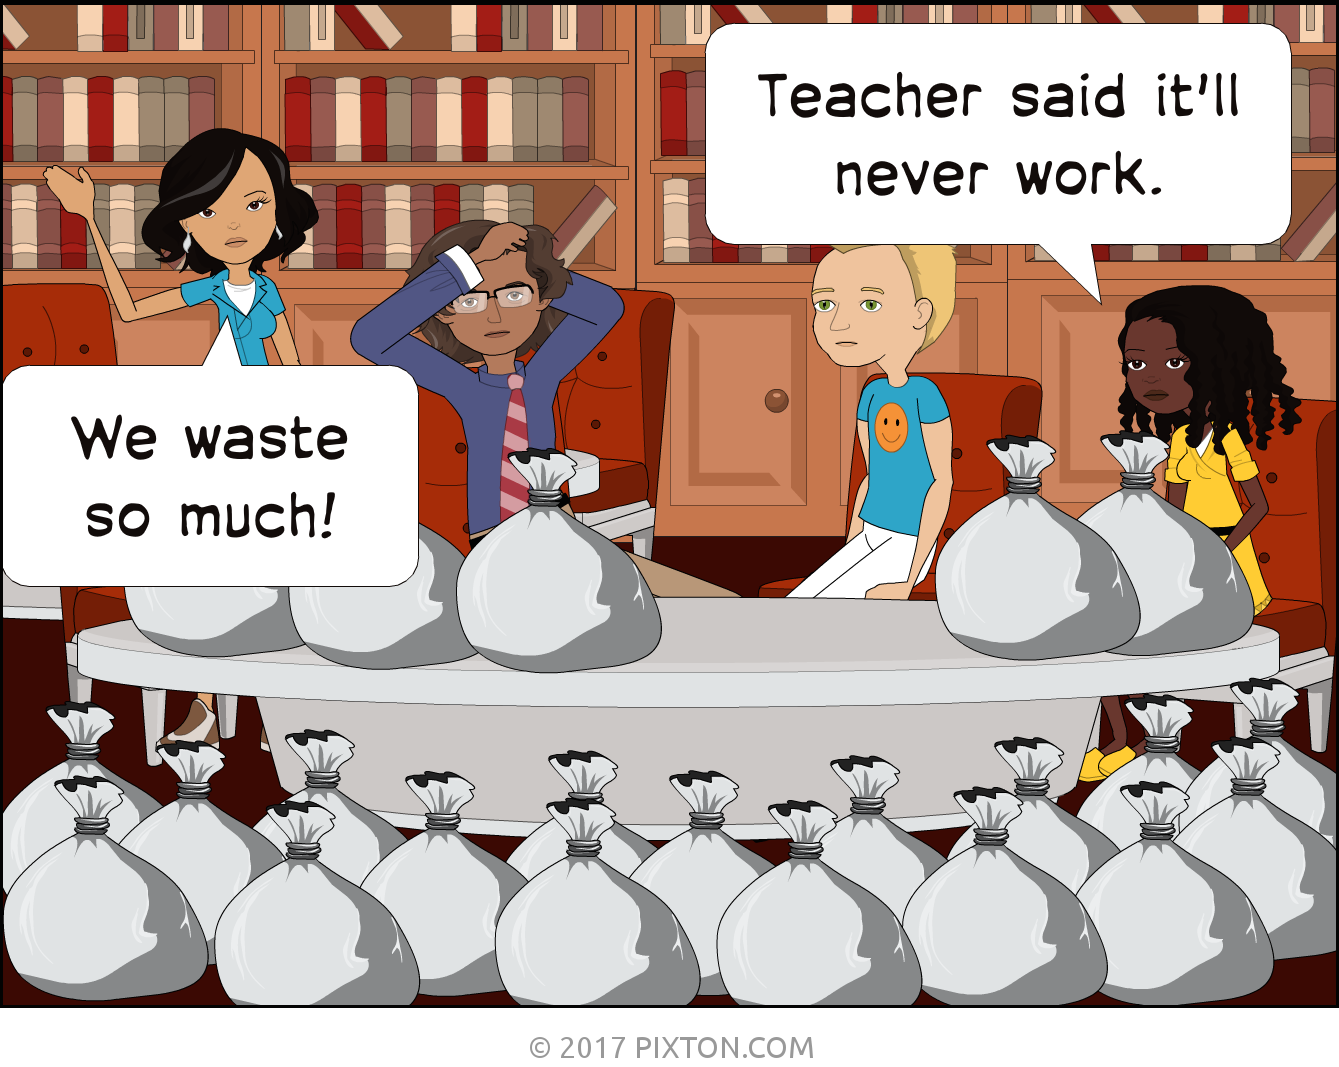 Teacher said it'll
never work.
We waste
so much!
© 2017 PIXTON.COM